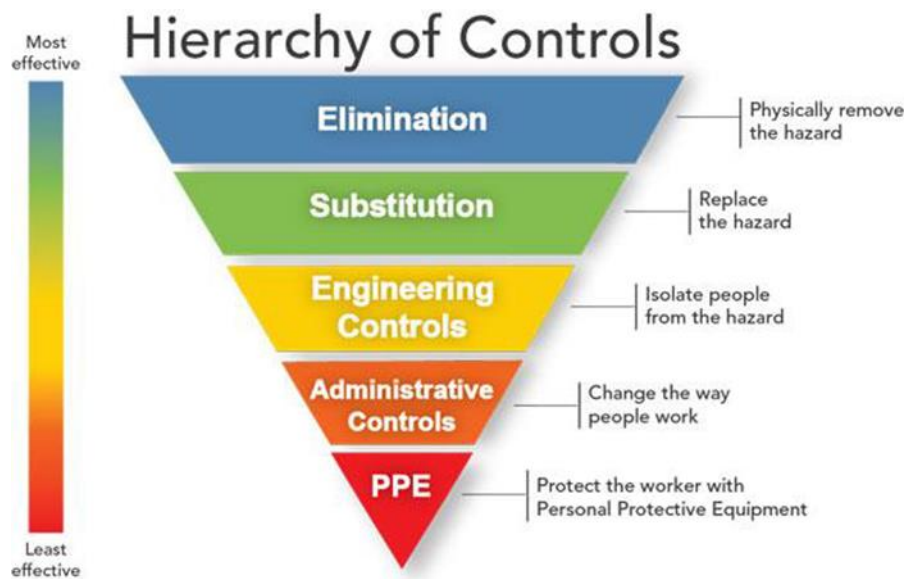 Hierarchy of Controls
Most
effective
Elimination
Physically remove
the hazard
Substitution
Replace
the hazard
Engineering
Controls
Isolate people
from the hazard
Administrative
Controls
Change the way
people work
PPE
Protect the worker with
Personal Protective Equipment
Least
effective